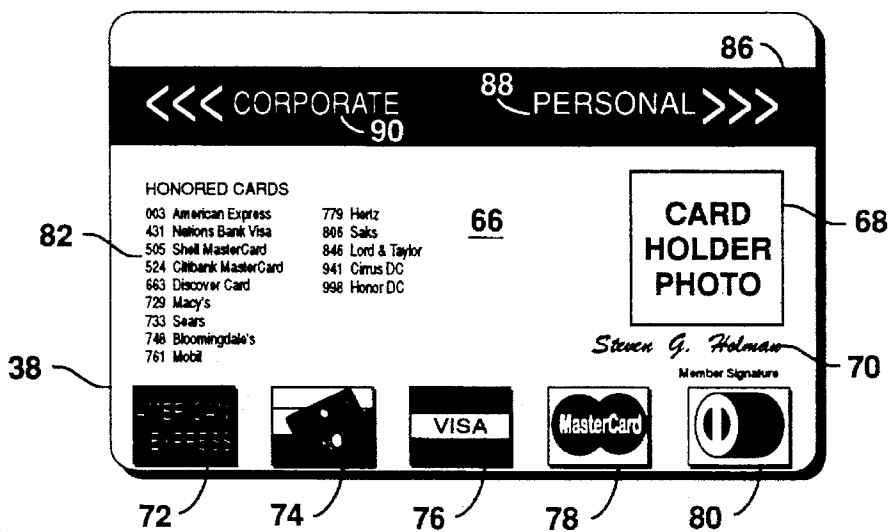 86
<<< CORPORATE 88 PERSONAL >>>
90
HONORED CARDS
003 American Express 779 Hertz
431 Nations Bank Visa 806 Saks
82 505 Shell MasterCard 846 Lord & Taylor
524 Citibank MasterCard 941 Cirrus DC
663 Discover Card 998 Honor DC
729 Macy's
733 Sears
748 Bloomingdale's
761 Mobil
66
CARD
HOLDER
PHOTO
68
Steven G. Holman 70
Member Signature
38
AMERICAN
EXPRESS
VISA
MasterCard
72 74 76 78 80